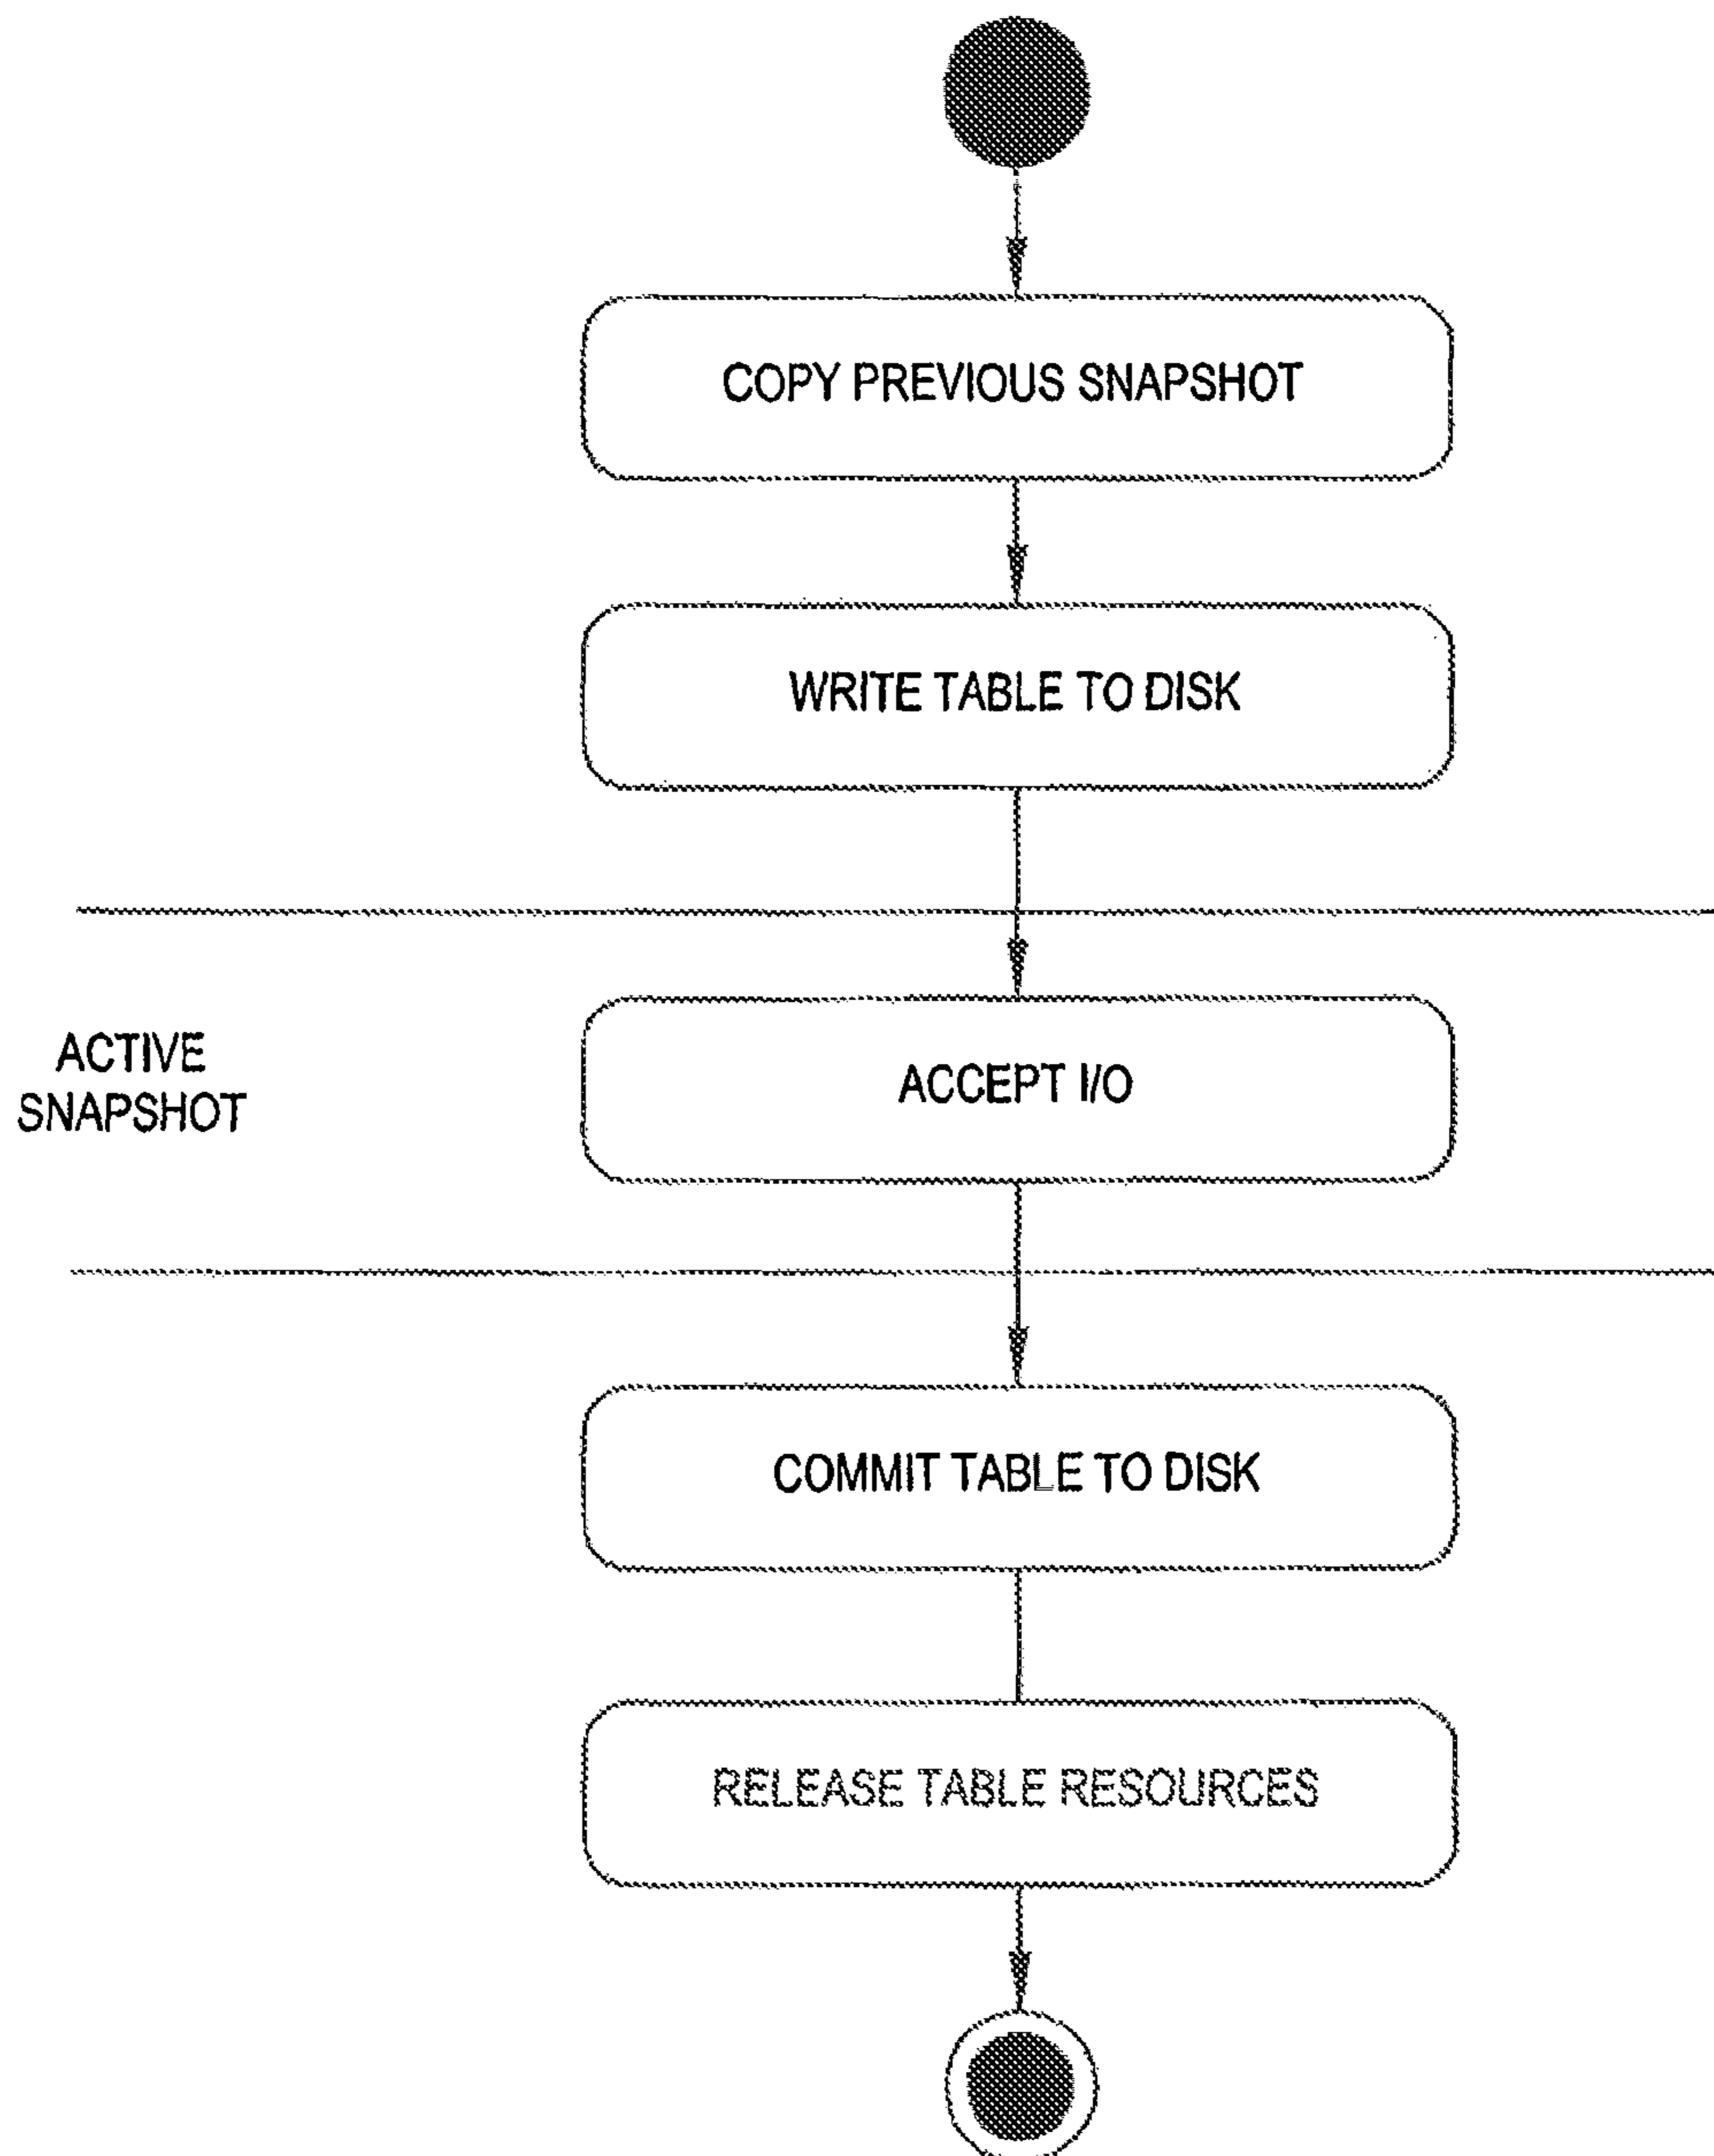 COPY PREVIOUS SNAPSHOT
WRITE TABLE TO DISK
ACTIVE
SNAPSHOT
ACCEPT I/O
COMMIT TABLE TO DISK
RELEASE TABLE RESOURCES